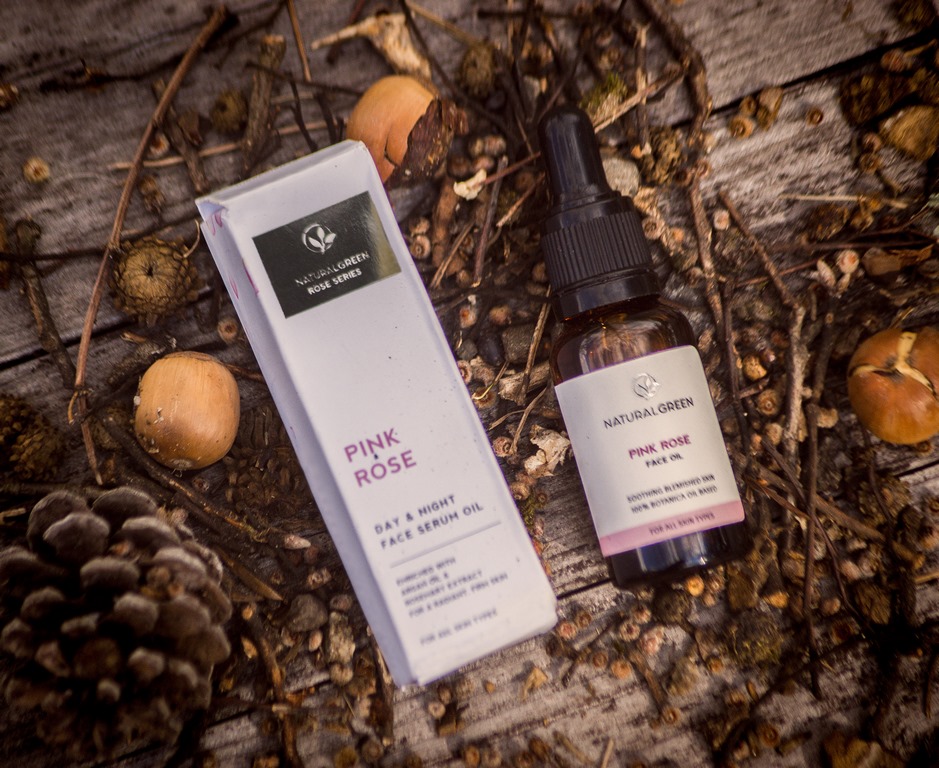 NATURALGREEN
ROSE SERIES
PINK
ROSE
DAY & NIGHT
FACE SERUM OIL
ENRICHED WITH
ARGAN OIL &
ROSEMARY EXTRACT
FOR A RADIANT FIRM SKIN
FOR ALL SKIN TYPES
NATURALGREEN
PINK ROSE
FACE OIL
SOOTHING BLEMISHED SKIN
100% BOTANICA OIL BASED
FOR ALL SKIN TYPES